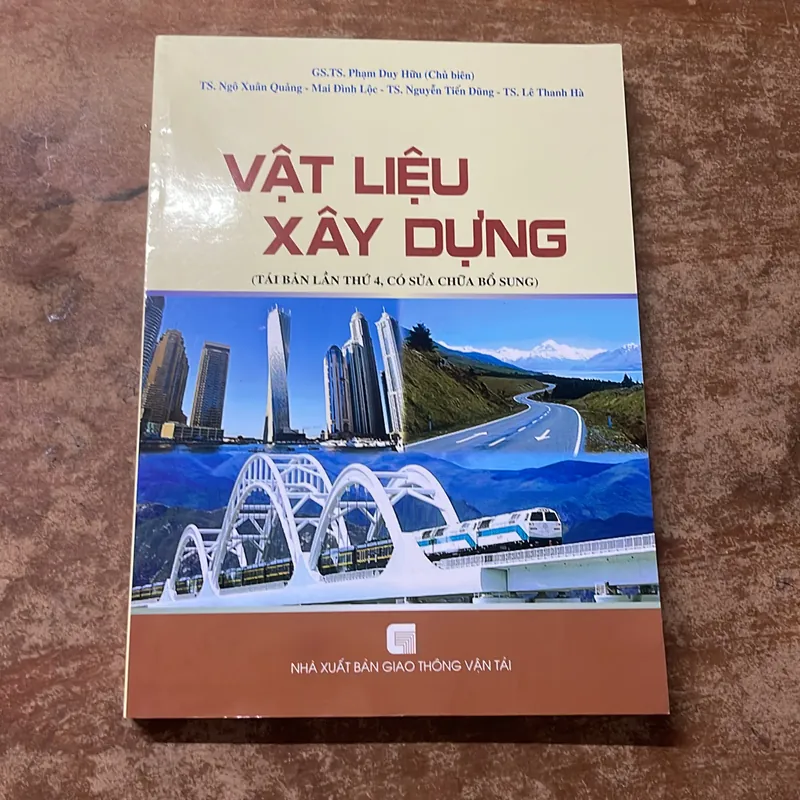 GS.TS. Phạm Duy Hữu (Chủ biên)
TS. Ngô Xuân Quảng - Mai Đình Lộc - TS. Nguyễn Tiến Dũng - TS. Lê Thanh Hà
VẬT LIỆU
XÂY DỰNG
(TÁI BẢN LẦN THỨ 4, CÓ SỬA CHỮA BỔ SUNG)
NHÀ XUẤT BẢN GIAO THÔNG VẬN TẢI